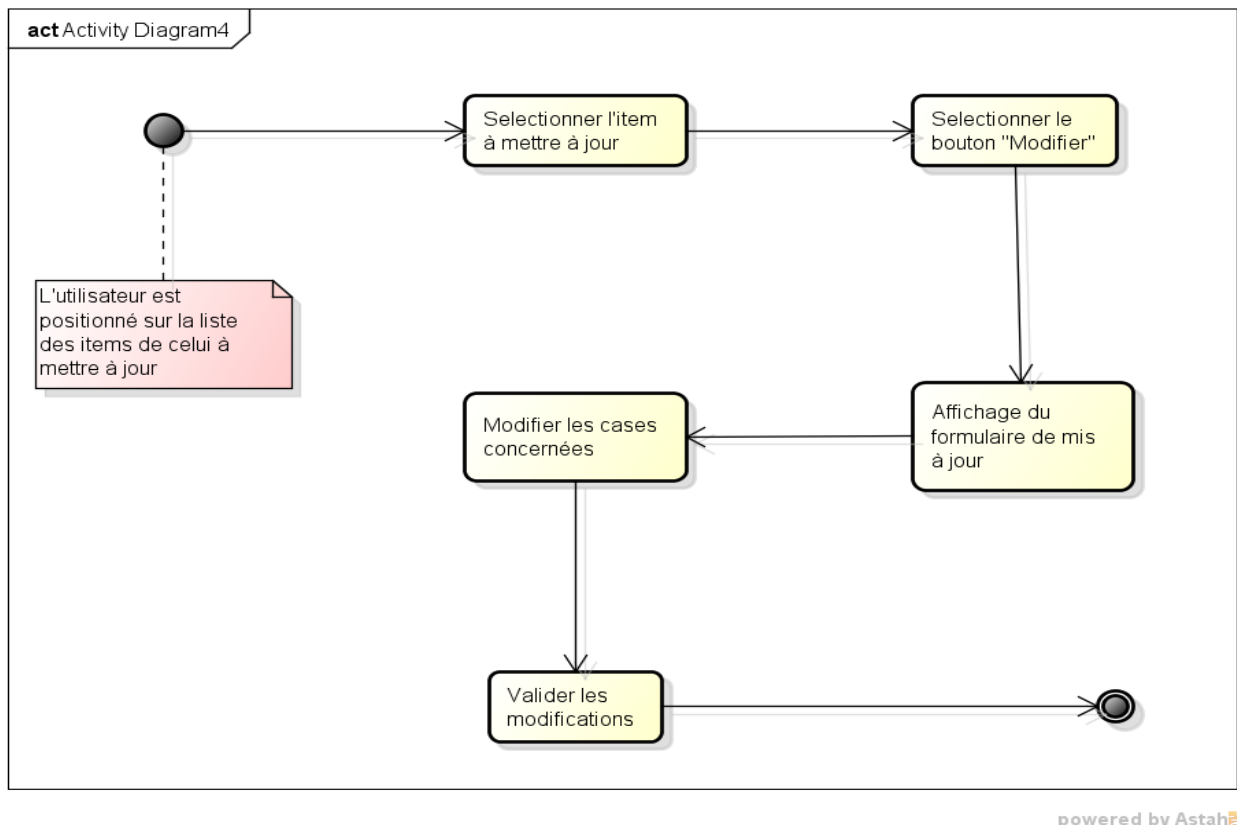 act Activity Diagram4
Selectionner l'item
à mettre à jour
Selectionner le
bouton "Modifier"
L'utilisateur est
positionné sur la liste
des items de celui à
mettre à jour
Affichage du
formulaire de mis
à jour
Modifier les cases
concernées
Valider les
modifications
powered by Astah